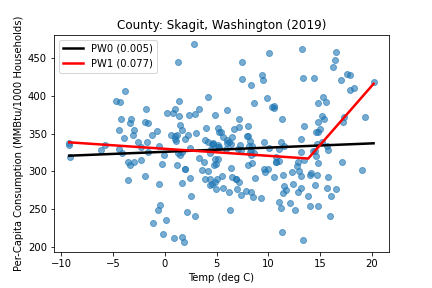 County: Skagit, Washington (2019)
PW0 (0.005)
PW1 (0.077)
Per-Capita Consumption (MMBtu/1000 Households)
450
400
350
300
250
200
−10
−5
0
5
10
15
20
Temp (deg C)